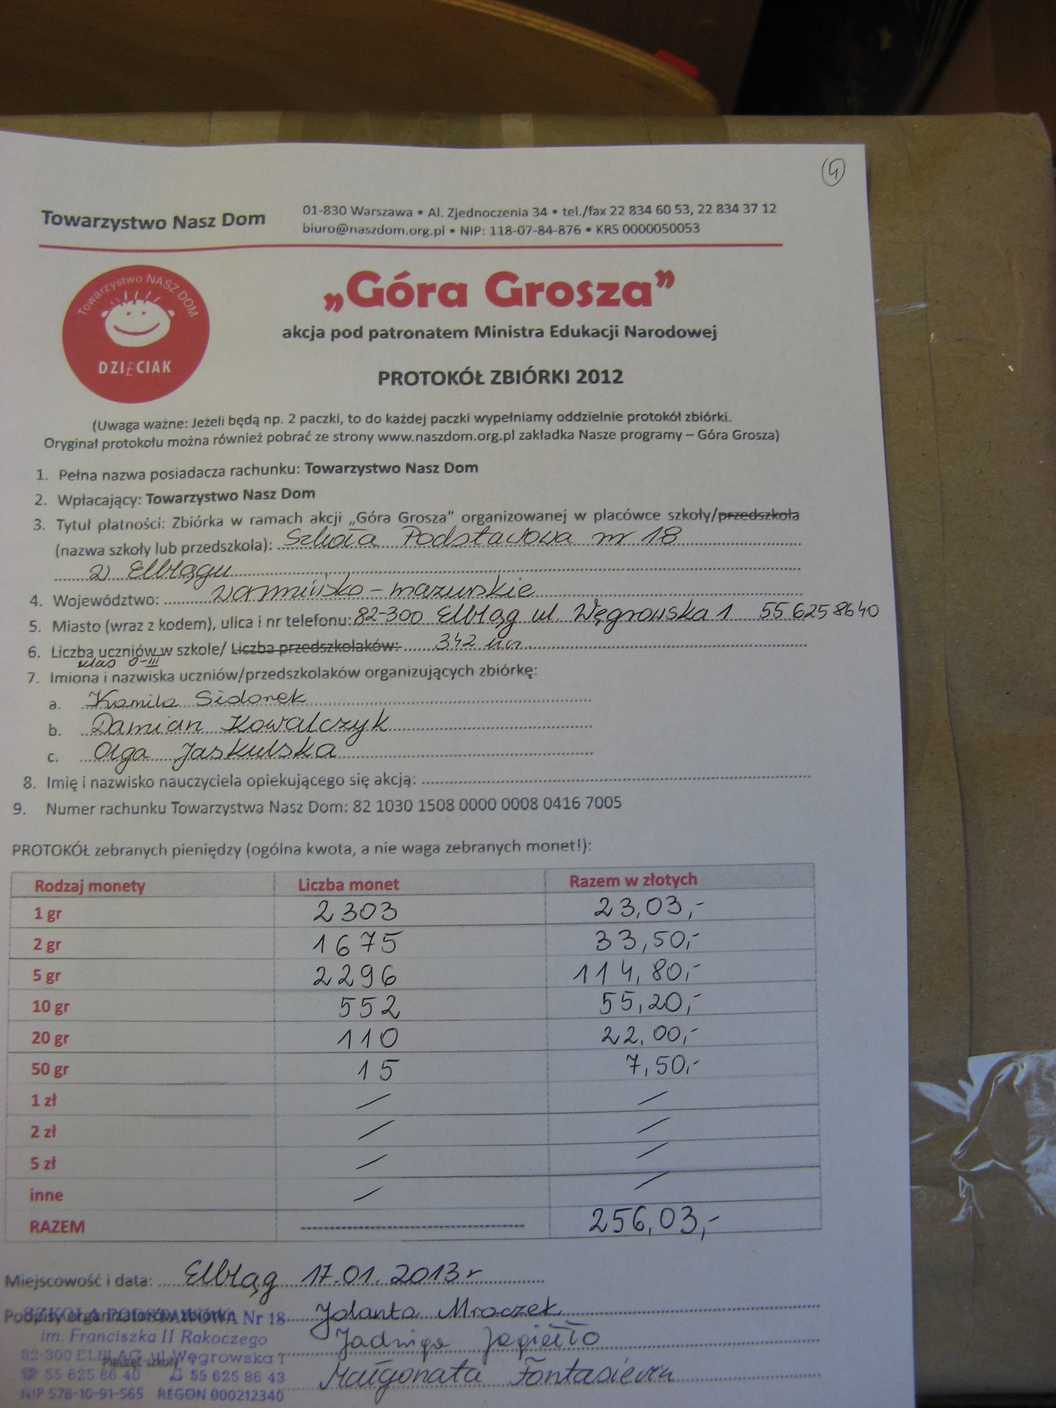 4
Towarzystwo Nasz Dom
01-830 Warszawa • Al. Zjednoczenia 34 • tel./fax 22 834 60 53, 22 834 37 12
biuro@naszdom.org.pl • NIP: 118-07-84-876 • KRS 0000050053
Towarzystwo NASZ DOM
DZIECIAK
„Góra Grosza”
akcja pod patronatem Ministra Edukacji Narodowej
PROTOKÓŁ ZBIÓRKI 2012
(Uwaga ważne: Jeżeli będą np. 2 paczki, to do każdej paczki wypełniamy oddzielnie protokół zbiórki.
Oryginał protokołu można również pobrać ze strony www.naszdom.org.pl zakładka Nasze programy – Góra Grosza)
1. Pełna nazwa posiadacza rachunku: Towarzystwo Nasz Dom
2. Wpłacający: Towarzystwo Nasz Dom
3. Tytuł płatności: Zbiórka w ramach akcji „Góra Grosza” organizowanej w placówce szkoły/przedszkola
(nazwa szkoły lub przedszkola): Szkoła Podstawowa nr 18
w Elblągu
4. Województwo: warmińsko-mazurskie
5. Miasto (wraz z kodem), ulica i nr telefonu: 82-300 Elbląg ul. Węgrowska 1 55 625 8640
6. Liczba uczniów w szkole/ Liczba przedszkolaków: 342 ucz.
klas 0-III
7. Imiona i nazwiska uczniów/przedszkolaków organizujących zbiórkę:
a. Kamila Sidorek
b. Damian Kowalczyk
c. Olga Jaskulska
8. Imię i nazwisko nauczyciela opiekującego się akcją:
9. Numer rachunku Towarzystwa Nasz Dom: 82 1030 1508 0000 0008 0416 7005
PROTOKÓŁ zebranych pieniędzy (ogólna kwota, a nie waga zebranych monet!):
Rodzaj monety Liczba monet Razem w złotych
1 gr 2303 23,03,-
2 gr 1675 33,50,-
5 gr 2296 114,80,-
10 gr 552 55,20,-
20 gr 110 22,00,-
50 gr 15 7,50,-
1 zł / /
2 zł / /
5 zł / /
inne / /
RAZEM 256,03,-
Miejscowość i data: Elbląg 17.01.2013r
Podpisy organizatorów zbiórki: Jolanta Mroczek
SZKOŁA PODSTAWOWA Nr 18
im. Franciszka II Rakoczego
Jadwiga Jagiełło
82-300 ELBLĄG, ul. Węgrowska 1
Pieczęć szkoły
Małgorzata
55 625 86 40 55 625 86 43
NIP 578-10-91-565 REGON 000212340